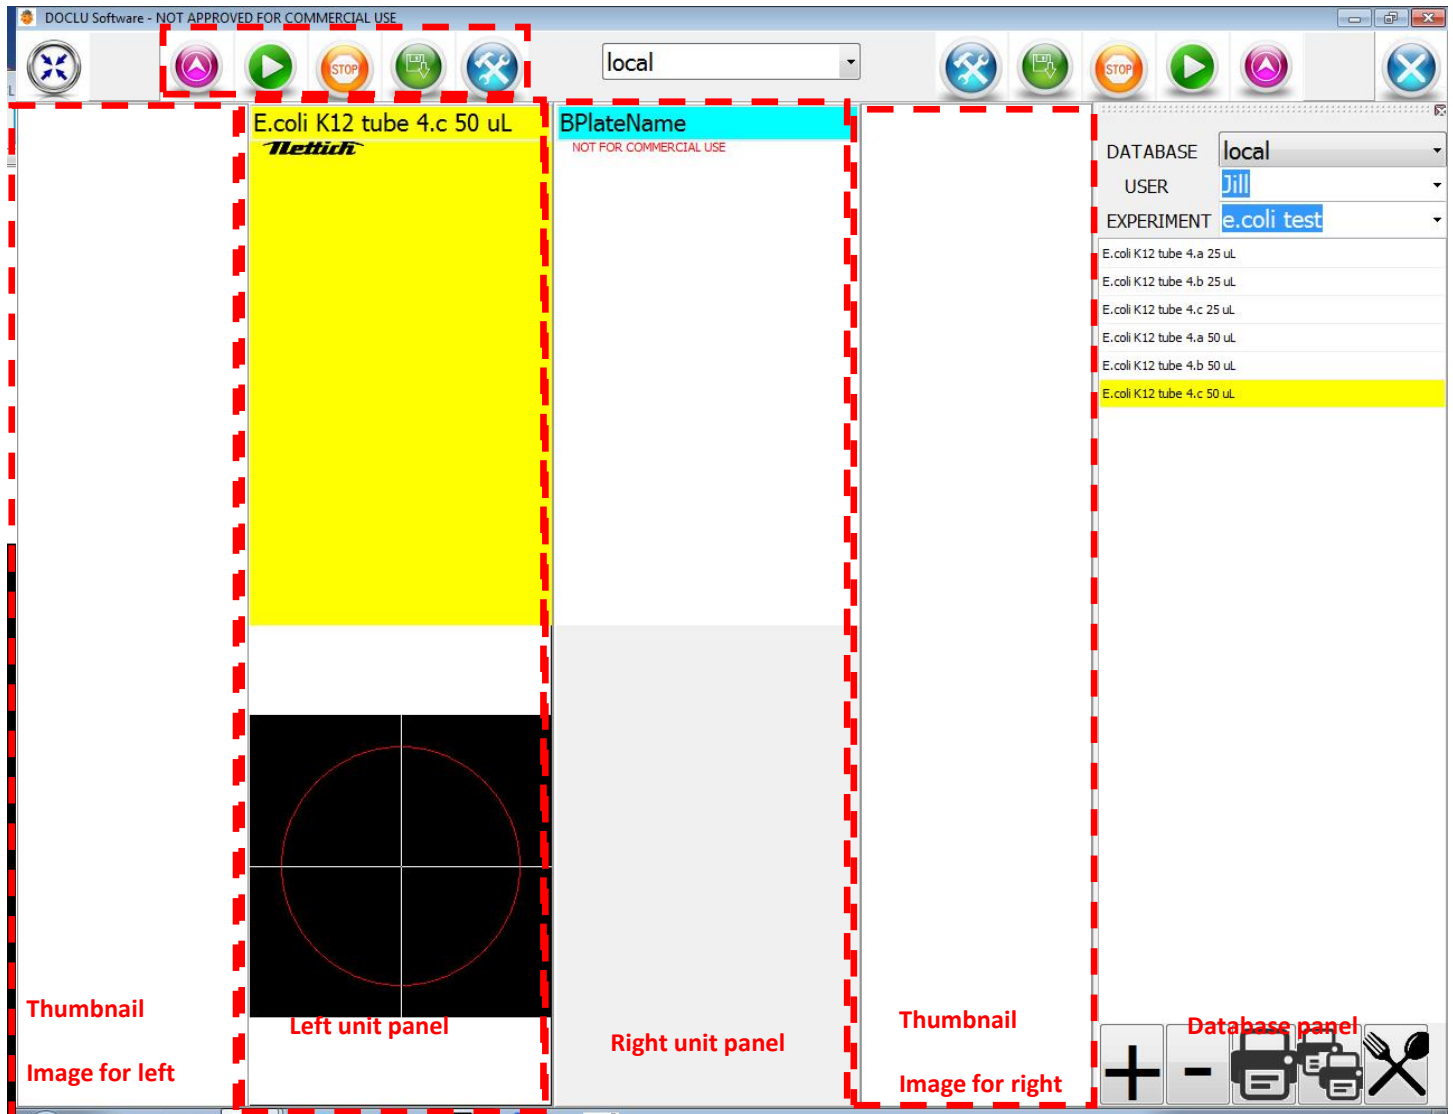 DOCLU Software - NOT APPROVED FOR COMMERCIAL USE
STOP
local
STOP
E.coli K12 tube 4.c 50 uL
Hettich
BPlateName
NOT FOR COMMERCIAL USE
DATABASE local
USER Jill
EXPERIMENT e.coli test
E.coli K12 tube 4.a 25 uL
E.coli K12 tube 4.b 25 uL
E.coli K12 tube 4.c 25 uL
E.coli K12 tube 4.a 50 uL
E.coli K12 tube 4.b 50 uL
E.coli K12 tube 4.c 50 uL
Thumbnail
Image for left
Left unit panel
Right unit panel
Thumbnail
Image for right
Database panel